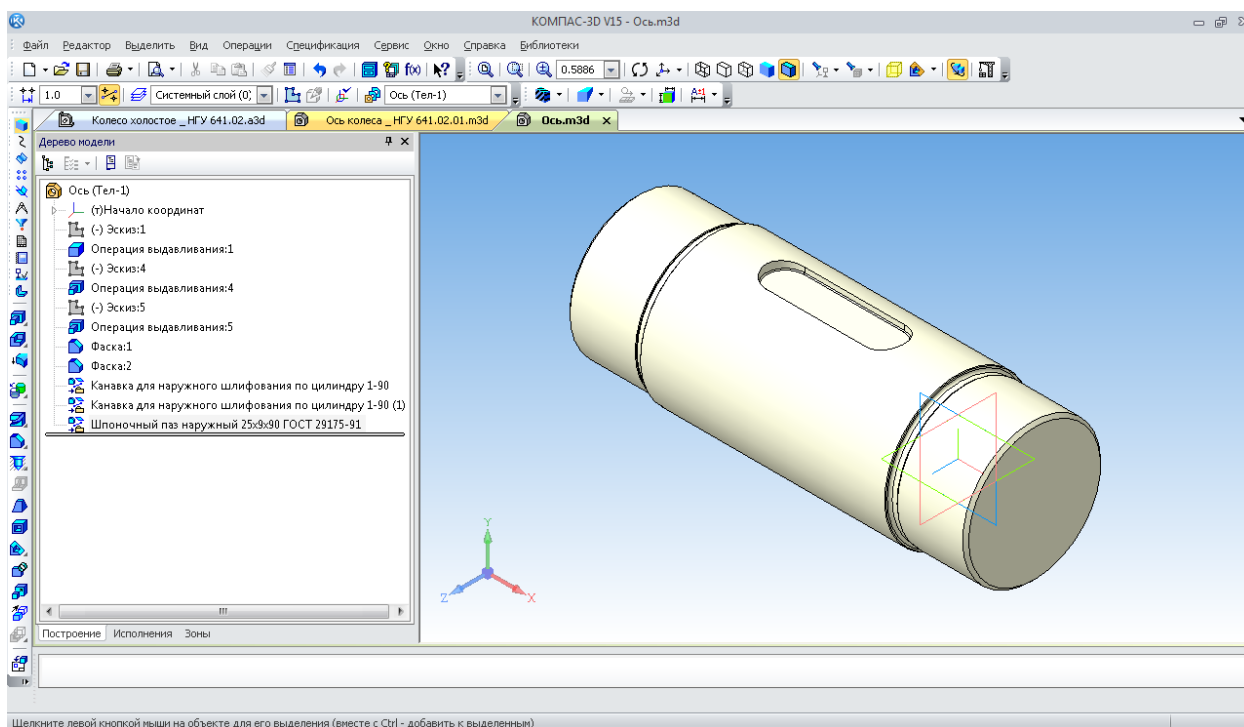 КОМПАС-3D V15 - Ось.m3d
Файл Редактор Выделить Вид Операции Спецификация Сервис Окно Справка Библиотеки
f(x) 0.5886
1.0 Системный слой (0) Ось (Тел-1)
Колесо холостое _ НГУ 641.02.a3d Ось колеса _ НГУ 641.02.01.m3d Ось.m3d
Дерево модели
Ось (Тел-1)
(т)Начало координат
(-) Эскиз:1
Операция выдавливания:1
(-) Эскиз:4
Операция выдавливания:4
(-) Эскиз:5
Операция выдавливания:5
Фаска:1
Фаска:2
Канавка для наружного шлифования по цилиндру 1-90
Канавка для наружного шлифования по цилиндру 1-90 (1)
Шпоночный паз наружный 25x9x90 ГОСТ 29175-91
Y
Z X
Построение Исполнения Зоны
Щелкните левой кнопкой мыши на объекте для его выделения (вместе с Ctrl - добавить к выделенным)